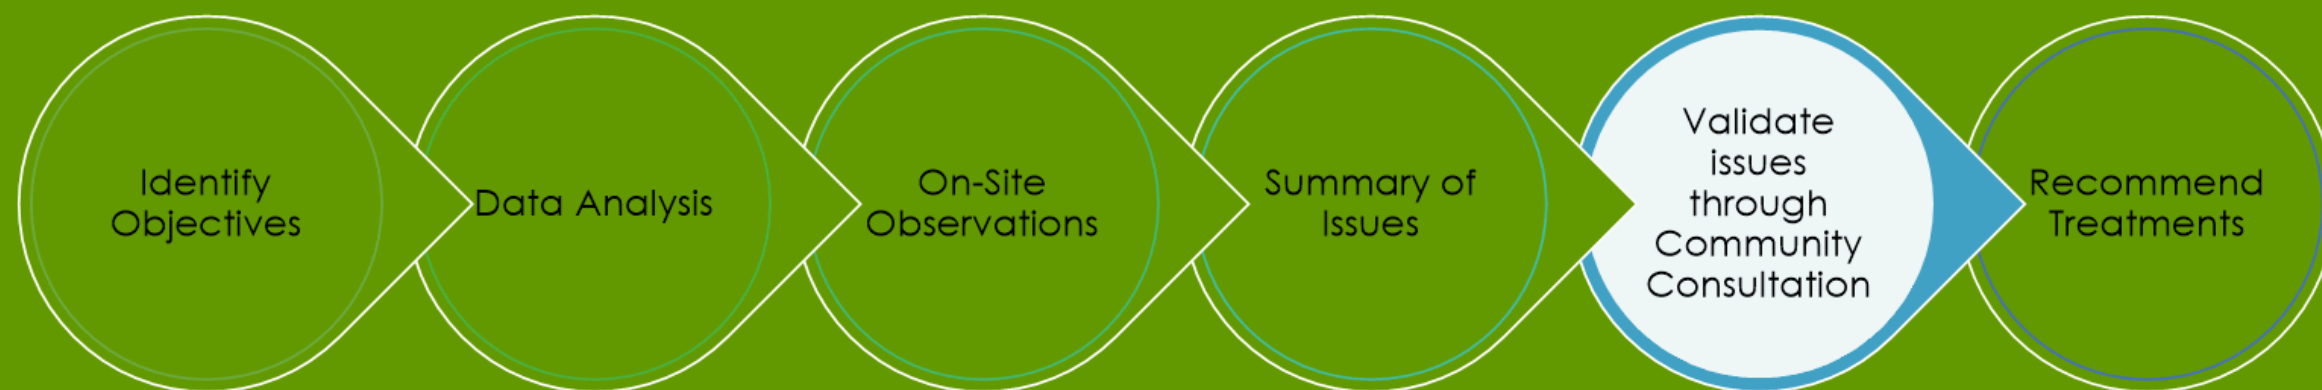 Identify
Objectives
Data Analysis
On-Site
Observations
Summary of
Issues
Validate
issues
through
Community
Consultation
Recommend
Treatments